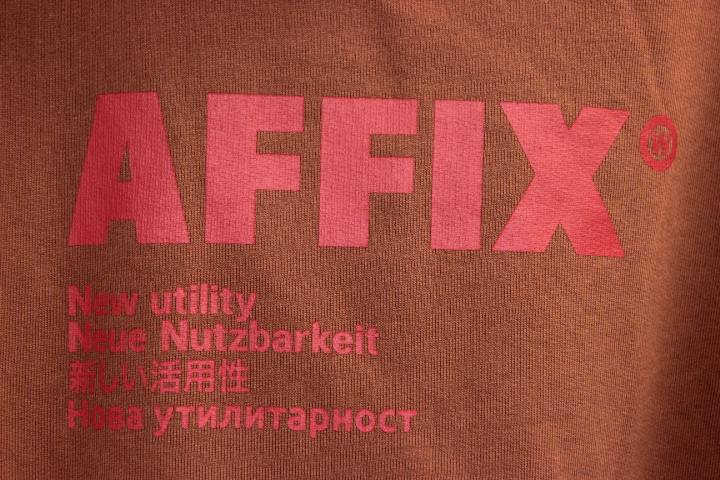 AFFIX Ⓦ
New utility
Neue Nutzbarkeit
新しい活用性
Нова утилитарност